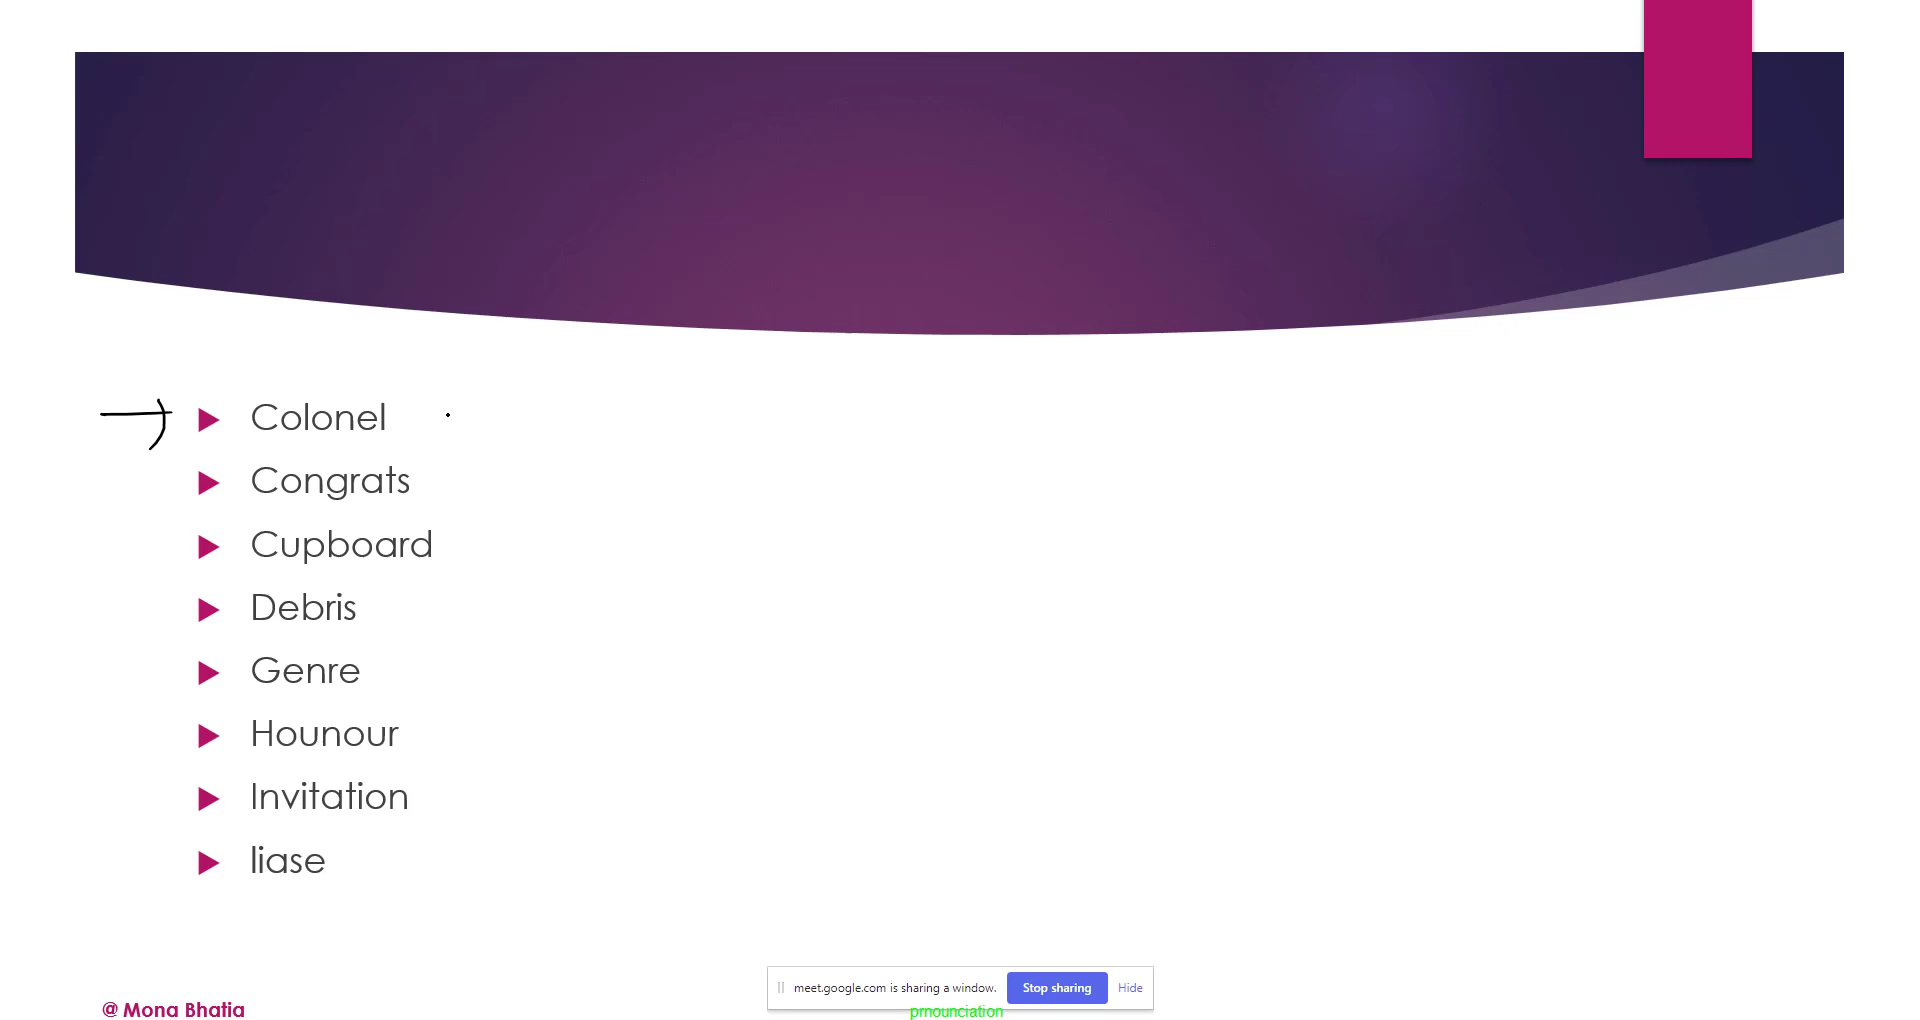 Colonel
Congrats
Cupboard
Debris
Genre
Hounour
Invitation
liase
meet.google.com is sharing a window. Stop sharing Hide
@ Mona Bhatia
prnounciation